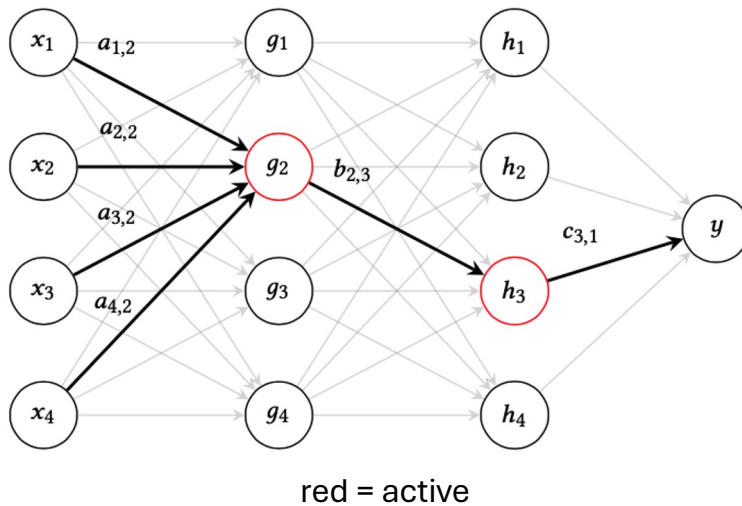 x₁ a₁,₂ g₁ h₁
a₂,₂
x₂ g₂ b₂,₃ h₂
a₃,₂ c₃,₁ y
x₃ a₄,₂ g₃ h₃
x₄ g₄ h₄
red = active